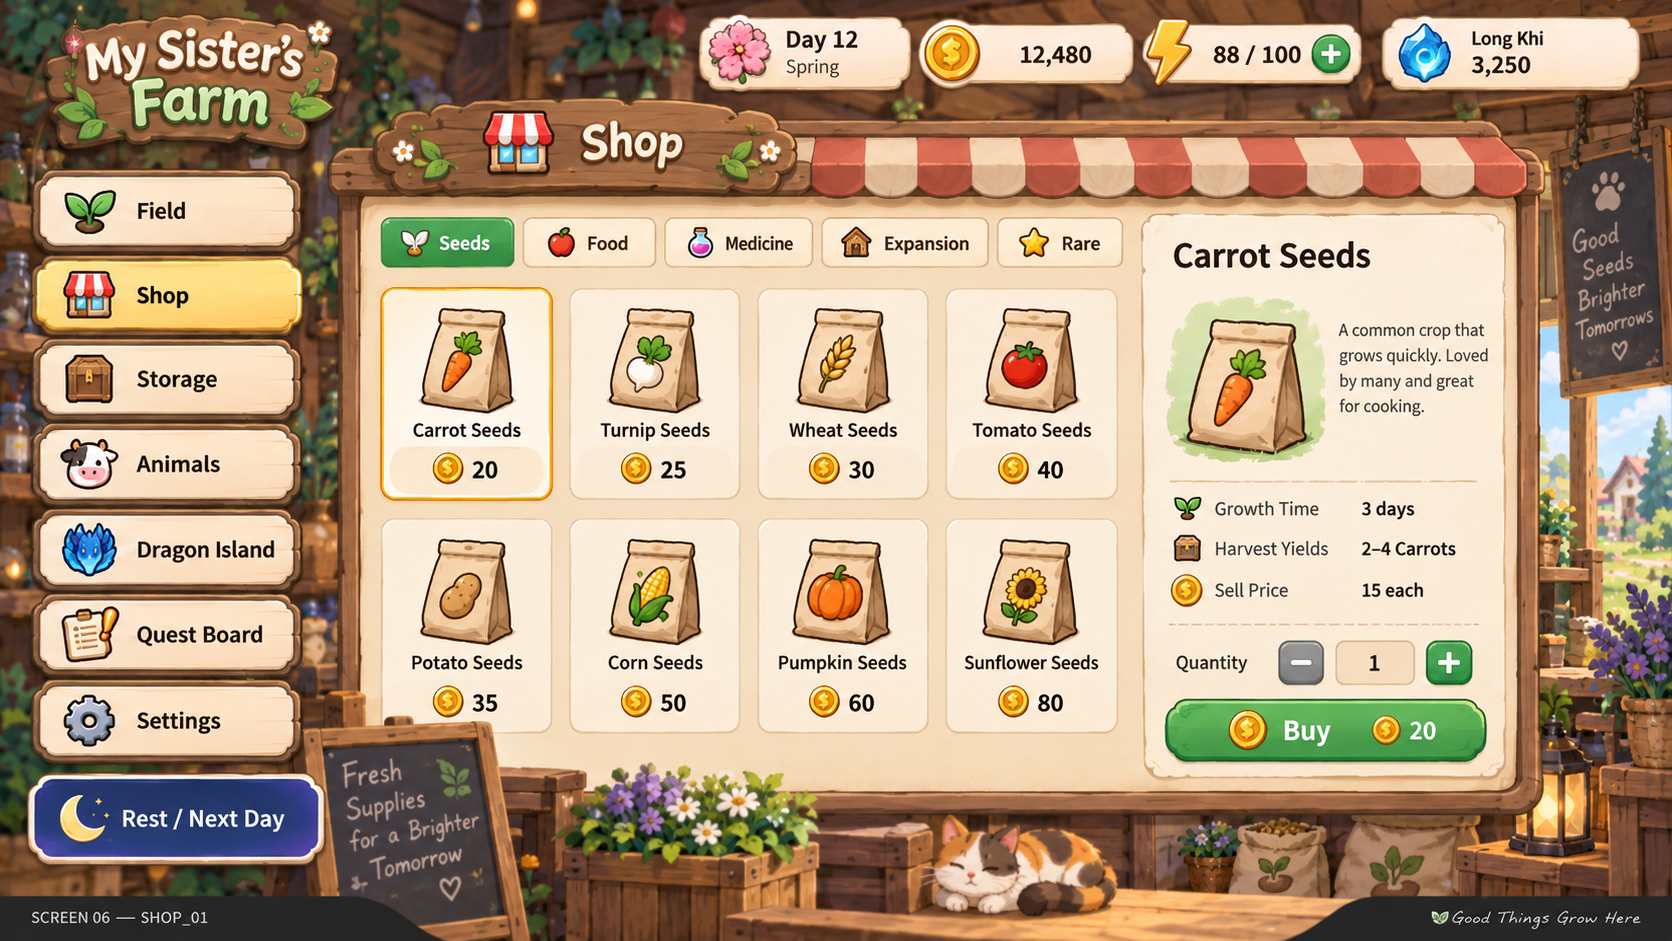 My Sister's
Farm
Day 12
Spring
12,480
88 / 100
Long Khi
3,250
Shop
Field
Shop
Storage
Animals
Dragon Island
Quest Board
Settings
Rest / Next Day
Seeds
Food
Medicine
Expansion
Rare
Carrot Seeds
20
Turnip Seeds
25
Wheat Seeds
30
Tomato Seeds
40
Potato Seeds
35
Corn Seeds
50
Pumpkin Seeds
60
Sunflower Seeds
80
Carrot Seeds
A common crop that
grows quickly. Loved
by many and great
for cooking.
Growth Time 3 days
Harvest Yields 2–4 Carrots
Sell Price 15 each
Quantity 1
Buy 20
Good
Seeds
Brighter
Tomorrows
Fresh
Supplies
for a Brighter
Tomorrow
SCREEN 06 — SHOP_01
Good Things Grow Here